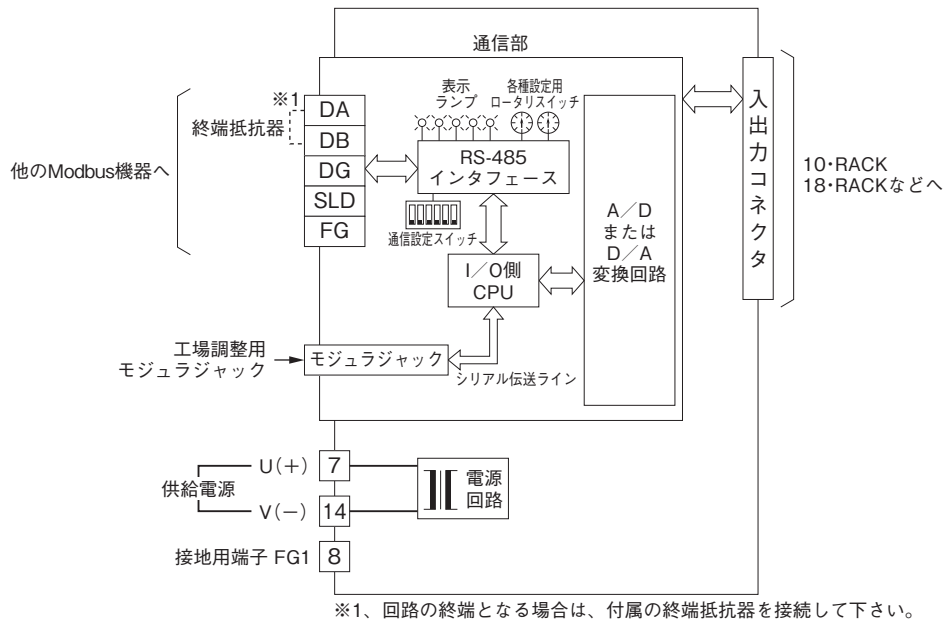 通信部
※1
DA
DB
DG
SLD
FG
終端抵抗器
他のModbus機器へ
表示
ランプ
各種設定用
ロータリスイッチ
RS-485
インタフェース
通信設定スイッチ
I／O側
CPU
A／D
または
D／A
変換回路
入出力コネクタ
10・RACK
18・RACKなどへ
工場調整用
モジュラジャック
モジュラジャック
シリアル伝送ライン
供給電源
U(＋)
7
V(－)
14
電源
回路
接地用端子 FG1
8
※1、回路の終端となる場合は、付属の終端抵抗器を接続して下さい。